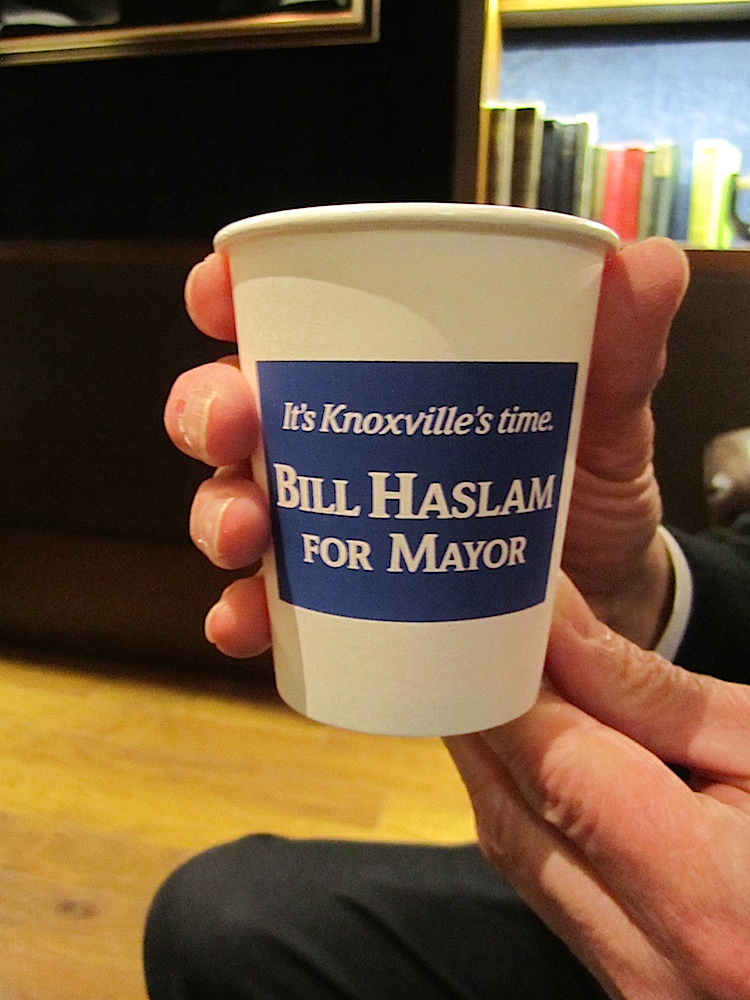 It's Knoxville's time.
BILL HASLAM
FOR MAYOR